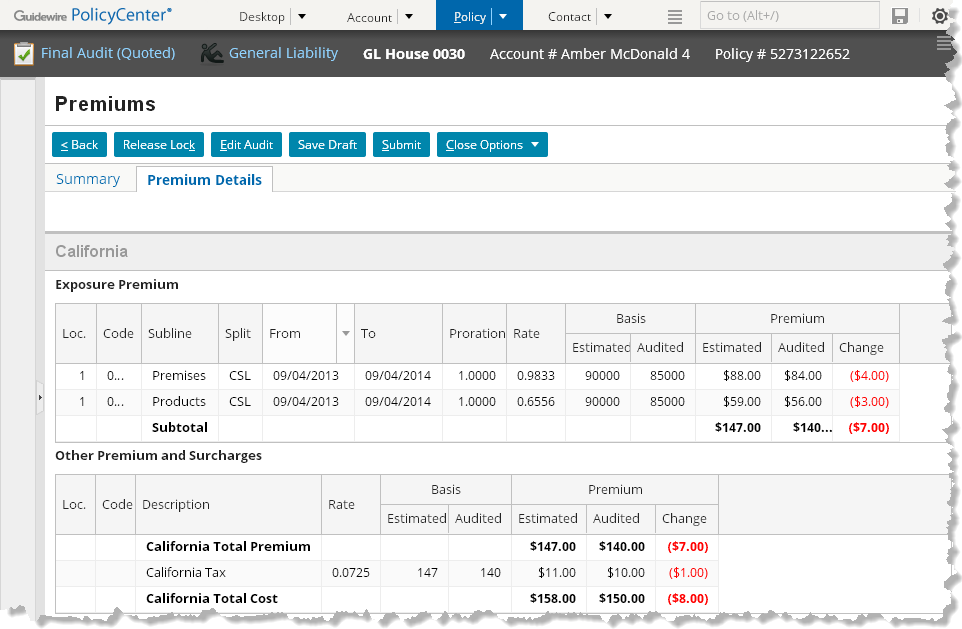 Guidewire PolicyCenter® Desktop Account Policy Contact Go to (Alt+/)
Final Audit (Quoted) General Liability GL House 0030 Account # Amber McDonald 4 Policy # 5273122652
Premiums
< Back Release Lock Edit Audit Save Draft Submit Close Options
Summary Premium Details
California
Exposure Premium
Loc. Code Subline Split From To Proration Rate Basis Premium
Estimated Audited Estimated Audited Change
1 0... Premises CSL 09/04/2013 09/04/2014 1.0000 0.9833 90000 85000 $88.00 $84.00 ($4.00)
1 0... Products CSL 09/04/2013 09/04/2014 1.0000 0.6556 90000 85000 $59.00 $56.00 ($3.00)
Subtotal $147.00 $140... ($7.00)
Other Premium and Surcharges
Loc. Code Description Rate Basis Premium
Estimated Audited Estimated Audited Change
California Total Premium $147.00 $140.00 ($7.00)
California Tax 0.0725 147 140 $11.00 $10.00 ($1.00)
California Total Cost $158.00 $150.00 ($8.00)